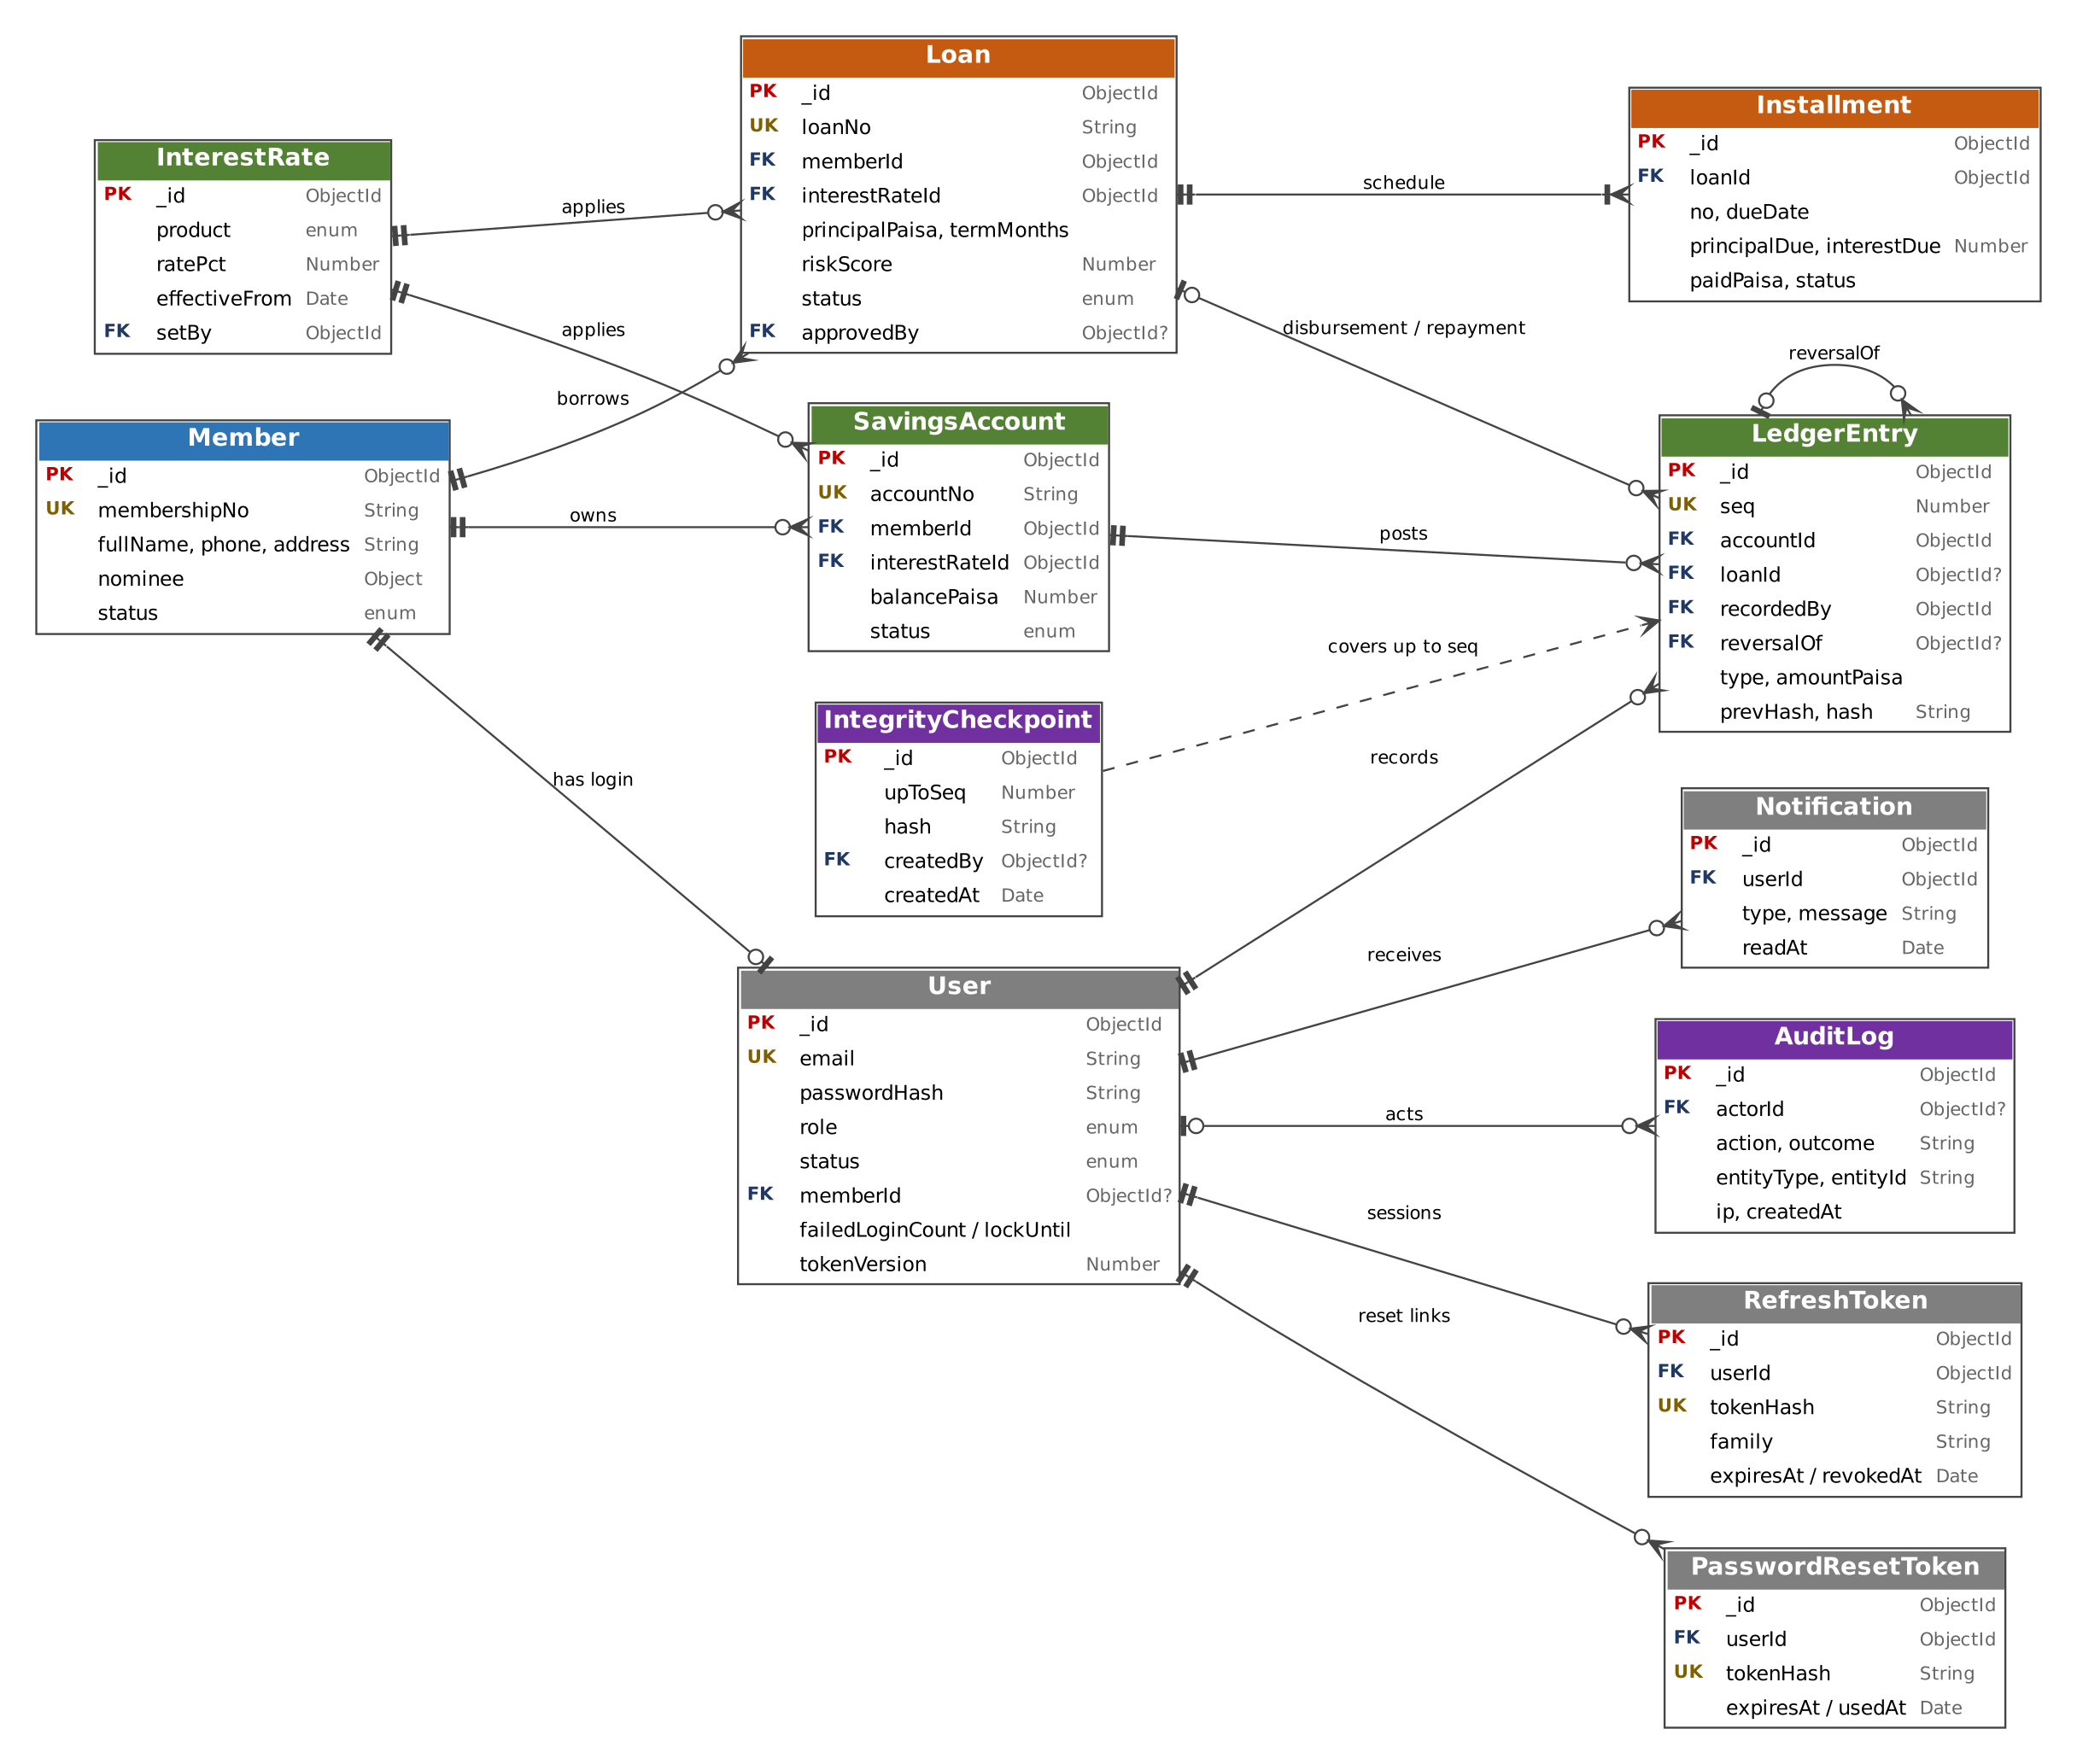 Loan
PK _id ObjectId
UK loanNo String
FK memberId ObjectId
FK interestRateId ObjectId
principalPaisa, termMonths
riskScore Number
status enum
FK approvedBy ObjectId?
Installment
PK _id ObjectId
FK loanId ObjectId
no, dueDate
principalDue, interestDue Number
paidPaisa, status
InterestRate
PK _id ObjectId
product enum
ratePct Number
effectiveFrom Date
FK setBy ObjectId
applies
applies
borrows
schedule
disbursement / repayment
reversalOf
Member
PK _id ObjectId
UK membershipNo String
fullName, phone, address String
nominee Object
status enum
owns
has login
SavingsAccount
PK _id ObjectId
UK accountNo String
FK memberId ObjectId
FK interestRateId ObjectId
balancePaisa Number
status enum
posts
LedgerEntry
PK _id ObjectId
UK seq Number
FK accountId ObjectId
FK loanId ObjectId?
FK recordedBy ObjectId
FK reversalOf ObjectId?
type, amountPaisa
prevHash, hash String
covers up to seq
IntegrityCheckpoint
PK _id ObjectId
upToSeq Number
hash String
FK createdBy ObjectId?
createdAt Date
records
Notification
PK _id ObjectId
FK userId ObjectId
type, message String
readAt Date
receives
User
PK _id ObjectId
UK email String
passwordHash String
role enum
status enum
FK memberId ObjectId?
failedLoginCount / lockUntil
tokenVersion Number
acts
sessions
reset links
AuditLog
PK _id ObjectId
FK actorId ObjectId?
action, outcome String
entityType, entityId String
ip, createdAt
RefreshToken
PK _id ObjectId
FK userId ObjectId
UK tokenHash String
family String
expiresAt / revokedAt Date
PasswordResetToken
PK _id ObjectId
FK userId ObjectId
UK tokenHash String
expiresAt / usedAt Date